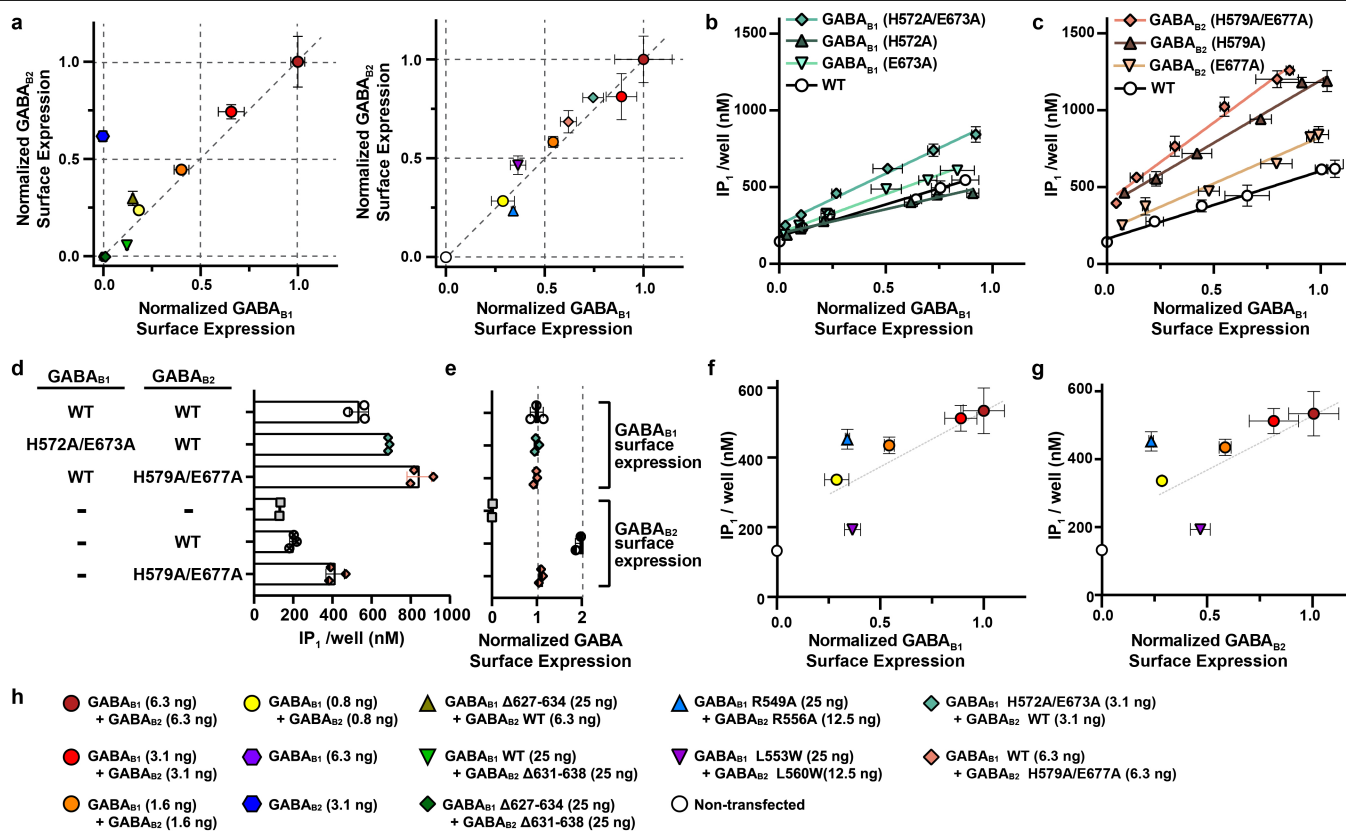 a
Normalized GABAB2
Surface Expression
1.0
0.5
0.0
0.0
0.5
1.0
Normalized GABAB1
Surface Expression
Normalized GABAB2
Surface Expression
1.0
0.5
0.0
0.0
0.5
1.0
Normalized GABAB1
Surface Expression
b
GABAB1 (H572A/E673A)
GABAB1 (H572A)
GABAB1 (E673A)
WT
IP1 /well (nM)
1500
1000
500
0
0.0
0.5
1.0
Normalized GABAB1
Surface Expression
c
GABAB2 (H579A/E677A)
GABAB2 (H579A)
GABAB2 (E677A)
WT
IP1 /well (nM)
1500
1000
500
0
0.0
0.5
1.0
Normalized GABAB1
Surface Expression
d
GABAB1 GABAB2
WT WT
H572A/E673A WT
WT H579A/E677A
- -
- WT
- H579A/E677A
0 200 400 600 800 1000
IP1 /well (nM)
e
GABAB1
surface
expression
GABAB2
surface
expression
0 1 2
Normalized GABA
Surface Expression
f
IP1 / well (nM)
600
400
200
0
0.0 0.5 1.0
Normalized GABAB1
Surface Expression
g
IP1 / well (nM)
600
400
200
0
0.0 0.5 1.0
Normalized GABAB2
Surface Expression
h
GABAB1 (6.3 ng)
+ GABAB2 (6.3 ng)
GABAB1 (3.1 ng)
+ GABAB2 (3.1 ng)
GABAB1 (1.6 ng)
+ GABAB2 (1.6 ng)
GABAB1 (0.8 ng)
+ GABAB2 (0.8 ng)
GABAB1 (6.3 ng)
GABAB2 (3.1 ng)
GABAB1 Δ627-634 (25 ng)
+ GABAB2 WT (6.3 ng)
GABAB1 WT (25 ng)
+ GABAB2 Δ631-638 (25 ng)
GABAB1 Δ627-634 (25 ng)
+ GABAB2 Δ631-638 (25 ng)
GABAB1 R549A (25 ng)
+ GABAB2 R556A (12.5 ng)
GABAB1 L553W (25 ng)
+ GABAB2 L560W(12.5 ng)
Non-transfected
GABAB1 H572A/E673A (3.1 ng)
+ GABAB2 WT (3.1 ng)
GABAB1 WT (6.3 ng)
+ GABAB2 H579A/E677A (6.3 ng)